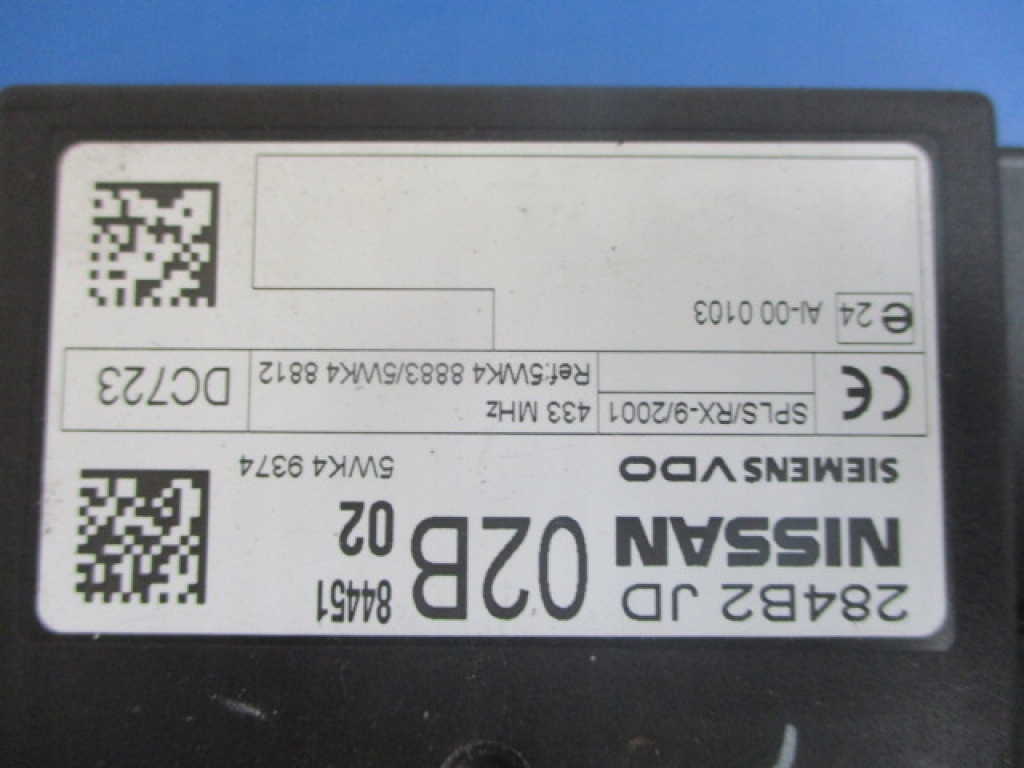 284B2 JD
NISSAN
02B
84451
02
SIEMENS VDO
5WK4 9374
CE
SPLS/RX-9/2001
433 MHz
Ref:5WK4 8883/5WK4 8812
DC723
e 24
AI-00 0103